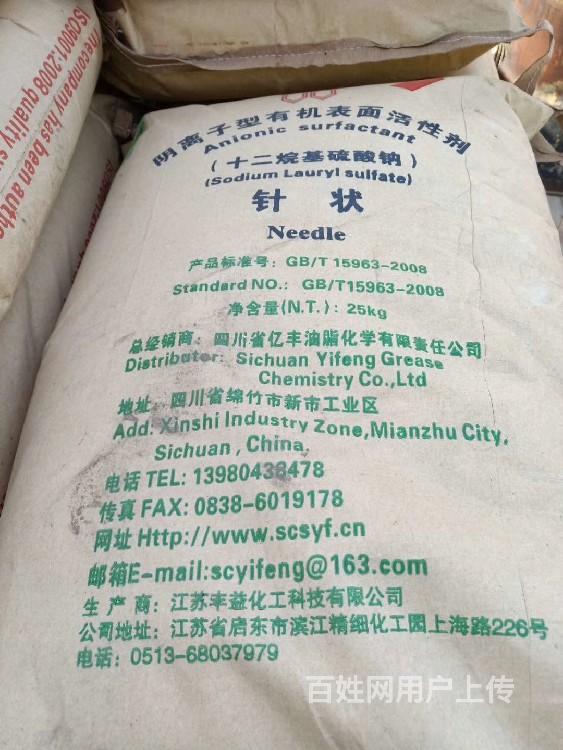 ISO9001:2008 quality s
The company has been authe
阴离子型有机表面活性剂
Anionic surfactant
(十二烷基硫酸钠)
(Sodium Lauryl sulfate)
针 状
Needle
产品标准号: GB/T 15963-2008
Standard NO.: GB/T15963-2008
净含量(N.T.): 25kg
总经销商: 四川省亿丰油脂化学有限责任公司
Distributor: Sichuan Yifeng Grease
Chemistry Co.,Ltd
地址: 四川省绵竹市新市工业区
Add: Xinshi Industry Zone,Mianzhu City,
Sichuan , China.
电话 TEL: 13980438478
传真 FAX: 0838-6019178
网址 Http://www.scsyf.cn
邮箱E-mail:scyifeng@163.com
生 产 商: 江苏丰益化工科技有限公司
公司地址: 江苏省启东市滨江精细化工园上海路226号
电话: 0513-68037979
百姓网用户上传